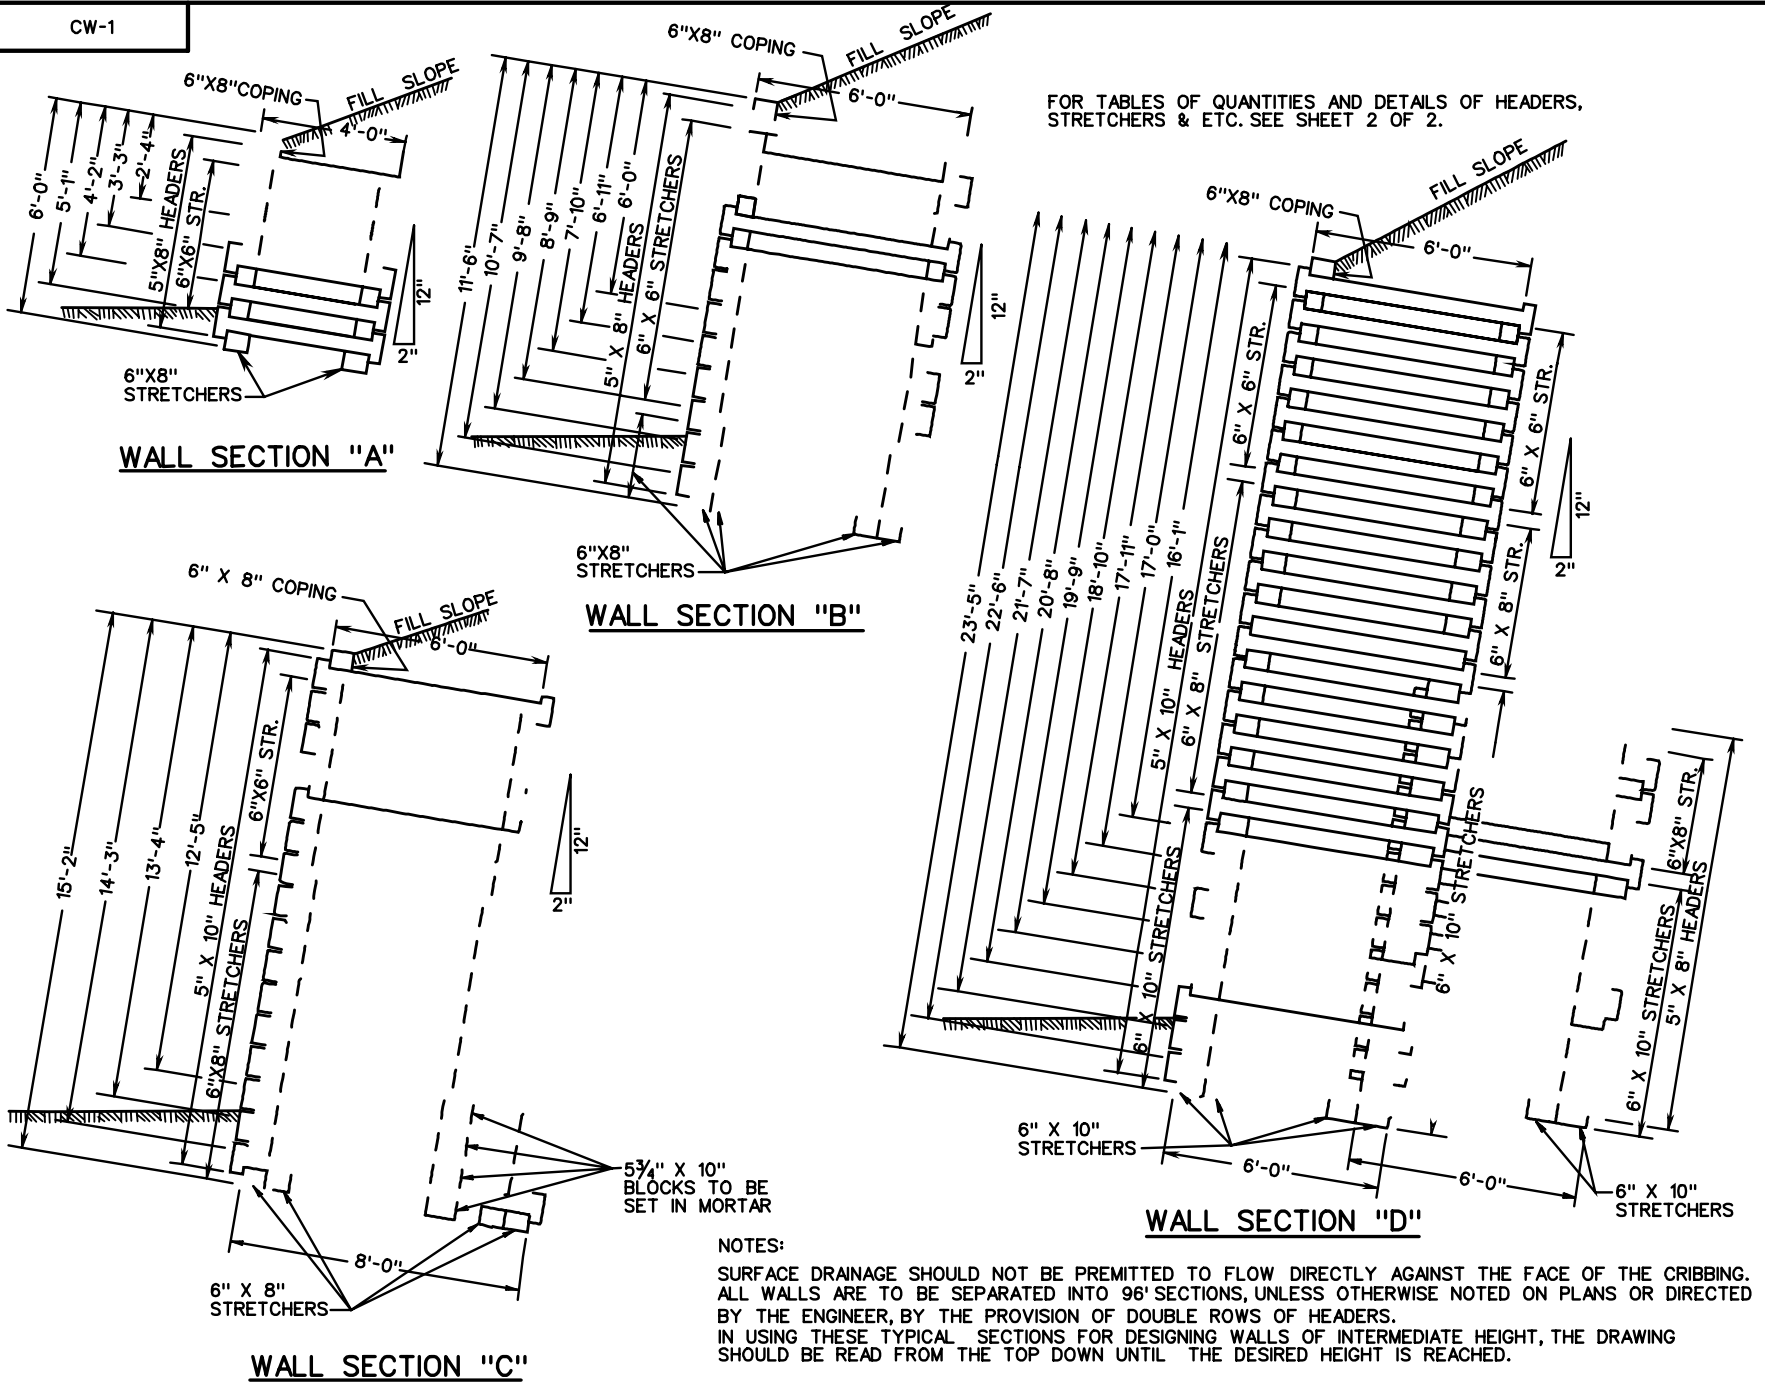 CW-1
6"X8"COPING
FILL SLOPE
4'-0"
6'-0"
5'-1"
4'-2"
3'-3"
2'-4"
5"X8" HEADERS
6"X6" STR.
12"
2"
6"X8"
STRETCHERS
WALL SECTION "A"
6"X8" COPING
FILL SLOPE
6'-0"
11'-6"
10'-7"
9'-8"
8'-9"
7'-10"
6'-11"
6'-0"
5" X 8" HEADERS
6" X 6" STRETCHERS
12"
2"
6"X8"
STRETCHERS
WALL SECTION "B"
FOR TABLES OF QUANTITIES AND DETAILS OF HEADERS,
STRETCHERS & ETC. SEE SHEET 2 OF 2.
6"X8" COPING
FILL SLOPE
6'-0"
23'-5"
22'-6"
21'-7"
20'-8"
19'-9"
18'-10"
17'-11"
17'-0"
16'-1"
5" X 10" HEADERS
6" X 6" STR.
6" X 8" STRETCHERS
6" X 10" STRETCHERS
6" X 6" STR.
6" X 8" STR.
6" X 10" STRETCHERS
12"
2"
6"X8" STR.
6" X 10" STRETCHERS
5" X 8" HEADERS
6" X 10"
STRETCHERS
6'-0"
6'-0"
6" X 10"
STRETCHERS
WALL SECTION "D"
6" X 8" COPING
FILL SLOPE
6'-0"
15'-2"
14'-3"
13'-4"
12'-5"
5" X 10" HEADERS
6"X6" STR.
6"X8" STRETCHERS
12"
2"
5¾" X 10"
BLOCKS TO BE
SET IN MORTAR
8'-0"
6" X 8"
STRETCHERS
WALL SECTION "C"
NOTES:
SURFACE DRAINAGE SHOULD NOT BE PREMITTED TO FLOW DIRECTLY AGAINST THE FACE OF THE CRIBBING.
ALL WALLS ARE TO BE SEPARATED INTO 96' SECTIONS, UNLESS OTHERWISE NOTED ON PLANS OR DIRECTED
BY THE ENGINEER, BY THE PROVISION OF DOUBLE ROWS OF HEADERS.
IN USING THESE TYPICAL SECTIONS FOR DESIGNING WALLS OF INTERMEDIATE HEIGHT, THE DRAWING
SHOULD BE READ FROM THE TOP DOWN UNTIL THE DESIRED HEIGHT IS REACHED.